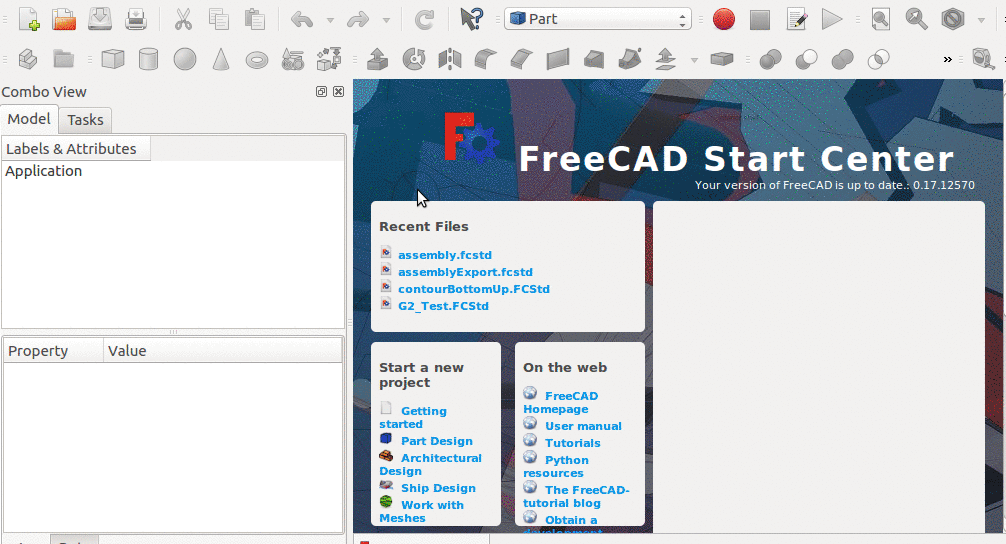 Part
Combo View
Model
Tasks
Labels & Attributes
Application
Property
Value
FreeCAD Start Center
Your version of FreeCAD is up to date.: 0.17.12570
Recent Files
assembly.fcstd
assemblyExport.fcstd
contourBottomUp.FCStd
G2_Test.FCStd
Start a new
project
Getting
started
Part Design
Architectural
Design
Ship Design
Work with
Meshes
On the web
FreeCAD
Homepage
User manual
Tutorials
Python
resources
The FreeCAD-
tutorial blog
Obtain a
development